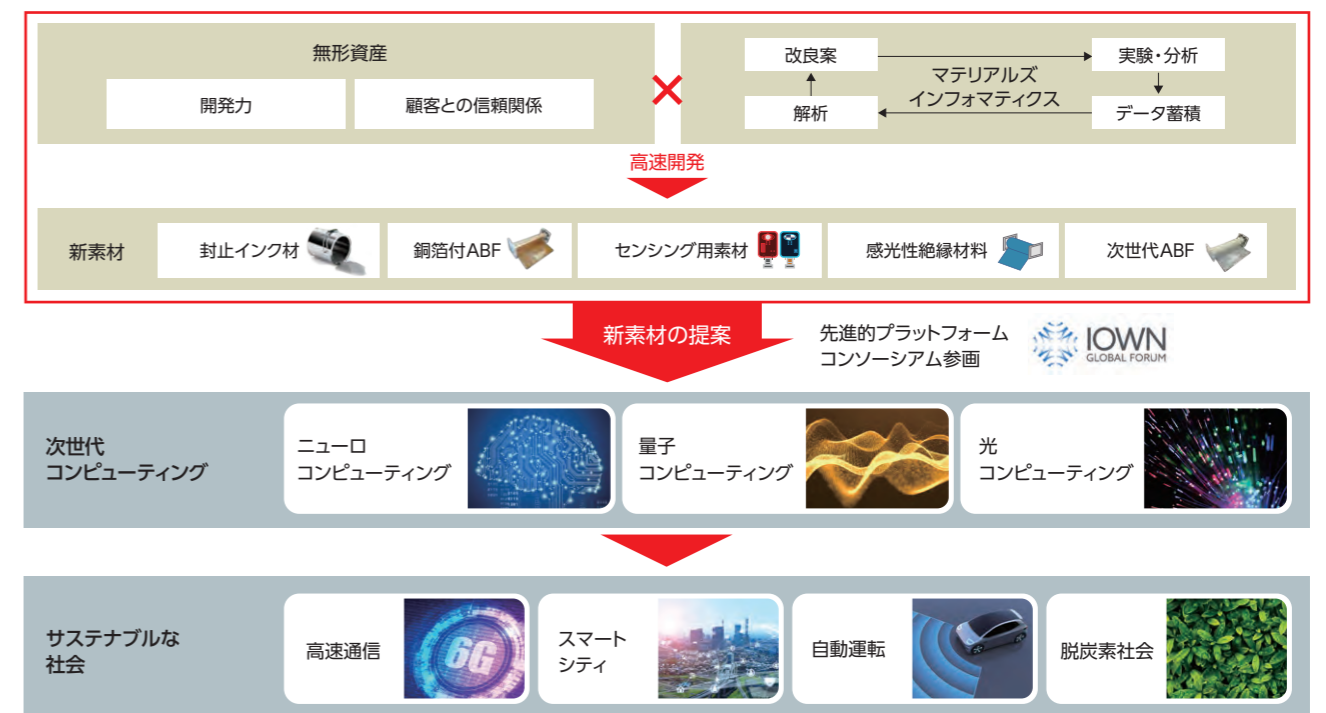 無形資産
開発力
顧客との信頼関係
×
改良案
実験・分析
マテリアルズ
インフォマティクス
解析
データ蓄積
高速開発
新素材
封止インク材
銅箔付ABF
センシング用素材
感光性絶縁材料
次世代ABF
新素材の提案
先進的プラットフォーム
コンソーシアム参画
IOWN
GLOBAL FORUM
次世代
コンピューティング
ニューロ
コンピューティング
量子
コンピューティング
光
コンピューティング
サステナブルな
社会
高速通信
6G
スマート
シティ
自動運転
脱炭素社会